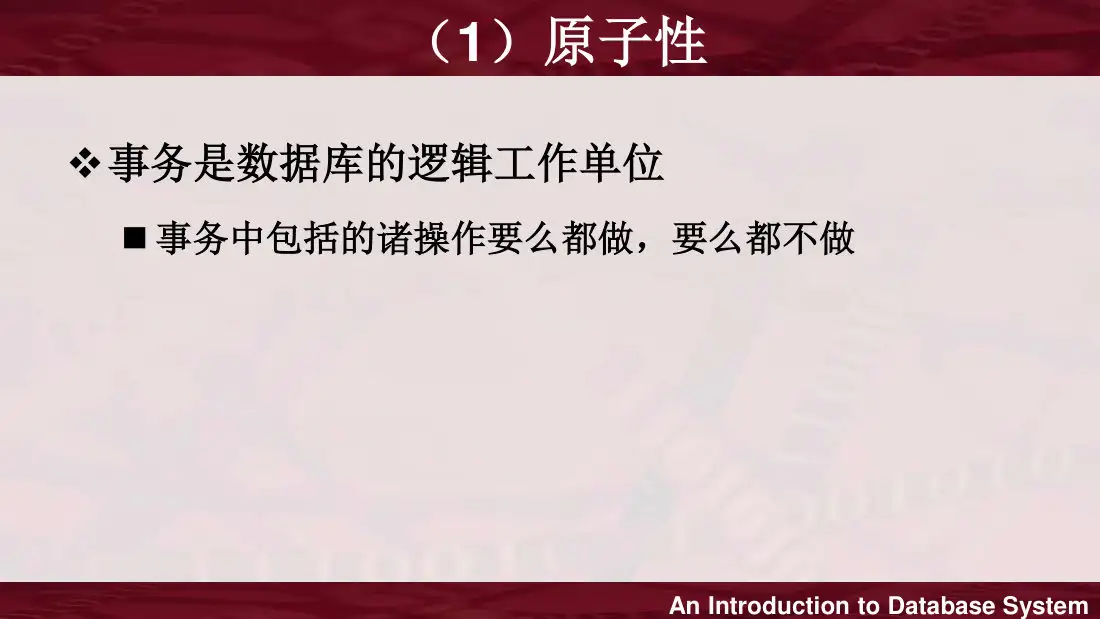 （1）原子性
❖事务是数据库的逻辑工作单位
■ 事务中包括的诸操作要么都做，要么都不做
An Introduction to Database System